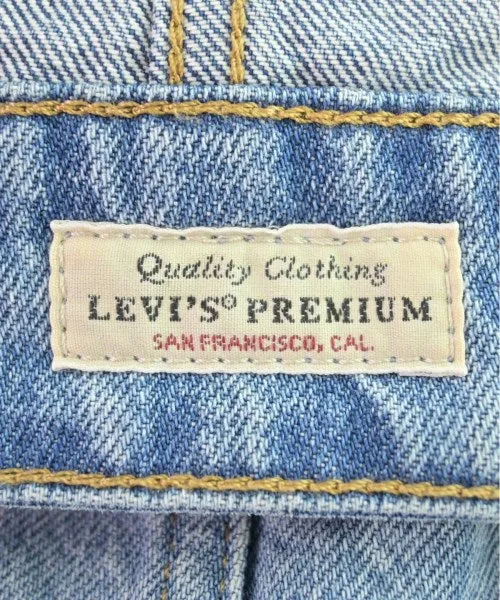 Quality Clothing
LEVI'S® PREMIUM
SAN FRANCISCO, CAL.